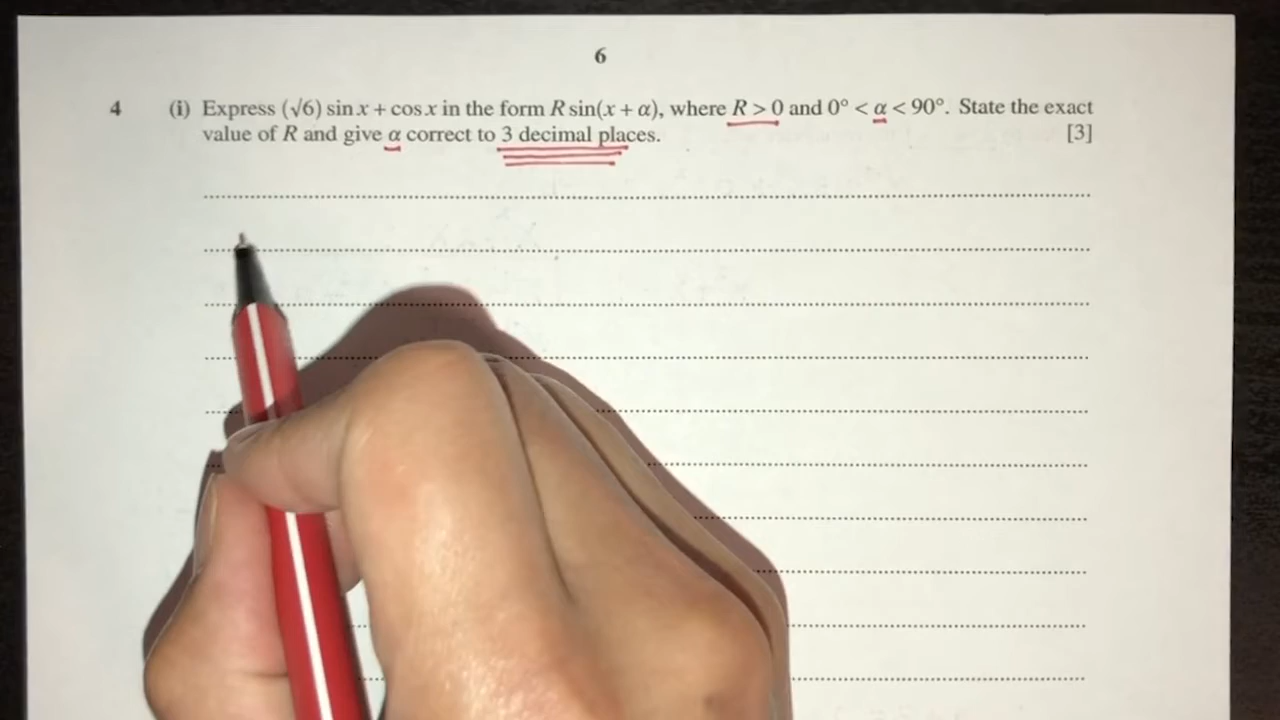 6
4 (i) Express (√6) sin x + cos x in the form R sin(x + α), where R > 0 and 0° < α < 90°. State the exact
value of R and give α correct to 3 decimal places. [3]